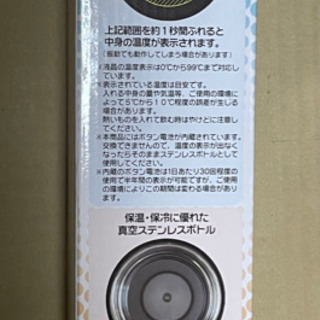 上記範囲を約1秒間ふれると
中身の温度が表示されます。
(振動でも動作してしまう場合があります)
※液晶の温度表示は0℃から99℃まで対応し
ています。
※表示されている温度は目安です。
入れる中身の量や気温等、ご使用の環境に
よって5℃から10℃程度の誤差が生じる
場合があります。
熱いものを入れて飲む時はやけどに注意し
てください。
※本商品にはボタン電池が内蔵されています。
交換できませんので、温度の表示が出なく
なったらそのままステンレスボトルとして
使用してください。
※内蔵のボタン電池は1日あたり30回程度の
使用で半年間の表示が可能ですが、ご使用
の環境によりこの期間は変わる場合があり
ます。
保温・保冷に優れた
真空ステンレスボトル